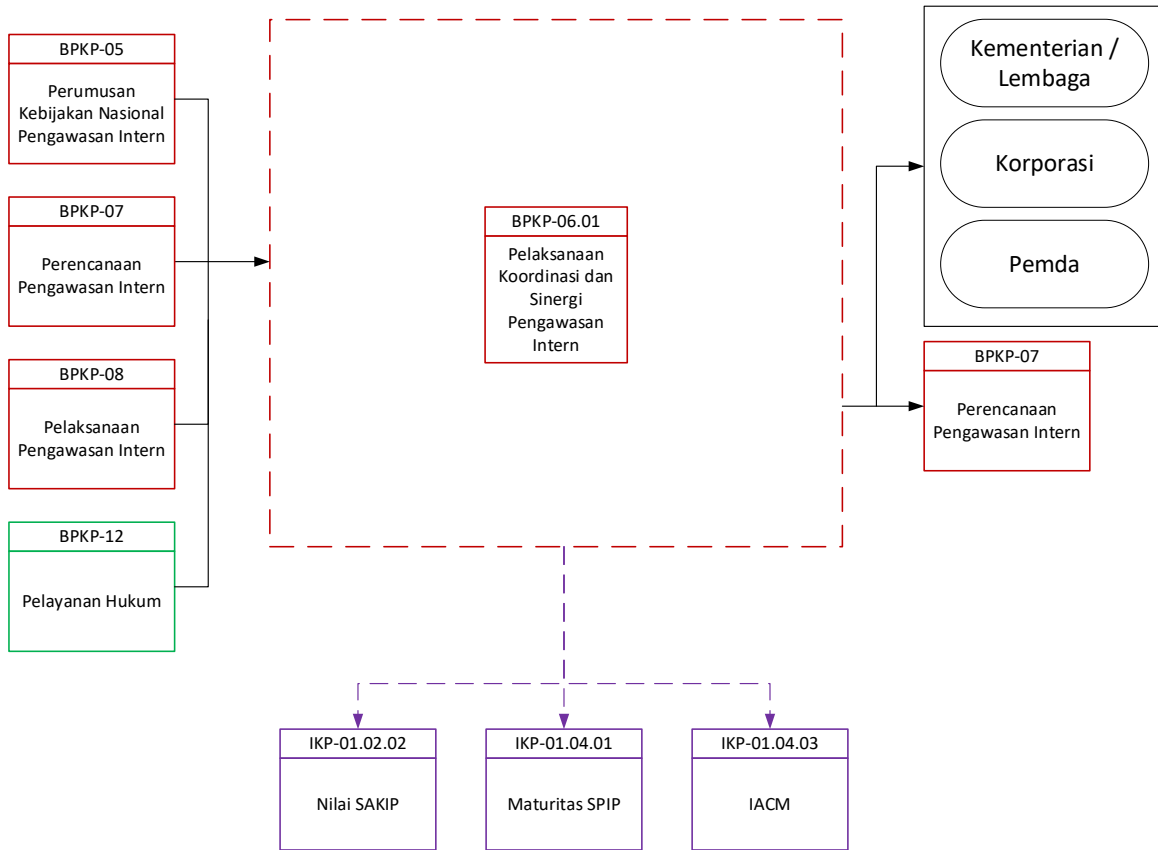 BPKP-05
Perumusan
Kebijakan Nasional
Pengawasan Intern
BPKP-07
Perencanaan
Pengawasan Intern
BPKP-08
Pelaksanaan
Pengawasan Intern
BPKP-12
Pelayanan Hukum
BPKP-06.01
Pelaksanaan
Koordinasi dan
Sinergi
Pengawasan
Intern
Kementerian /
Lembaga
Korporasi
Pemda
BPKP-07
Perencanaan
Pengawasan Intern
IKP-01.02.02
Nilai SAKIP
IKP-01.04.01
Maturitas SPIP
IKP-01.04.03
IACM